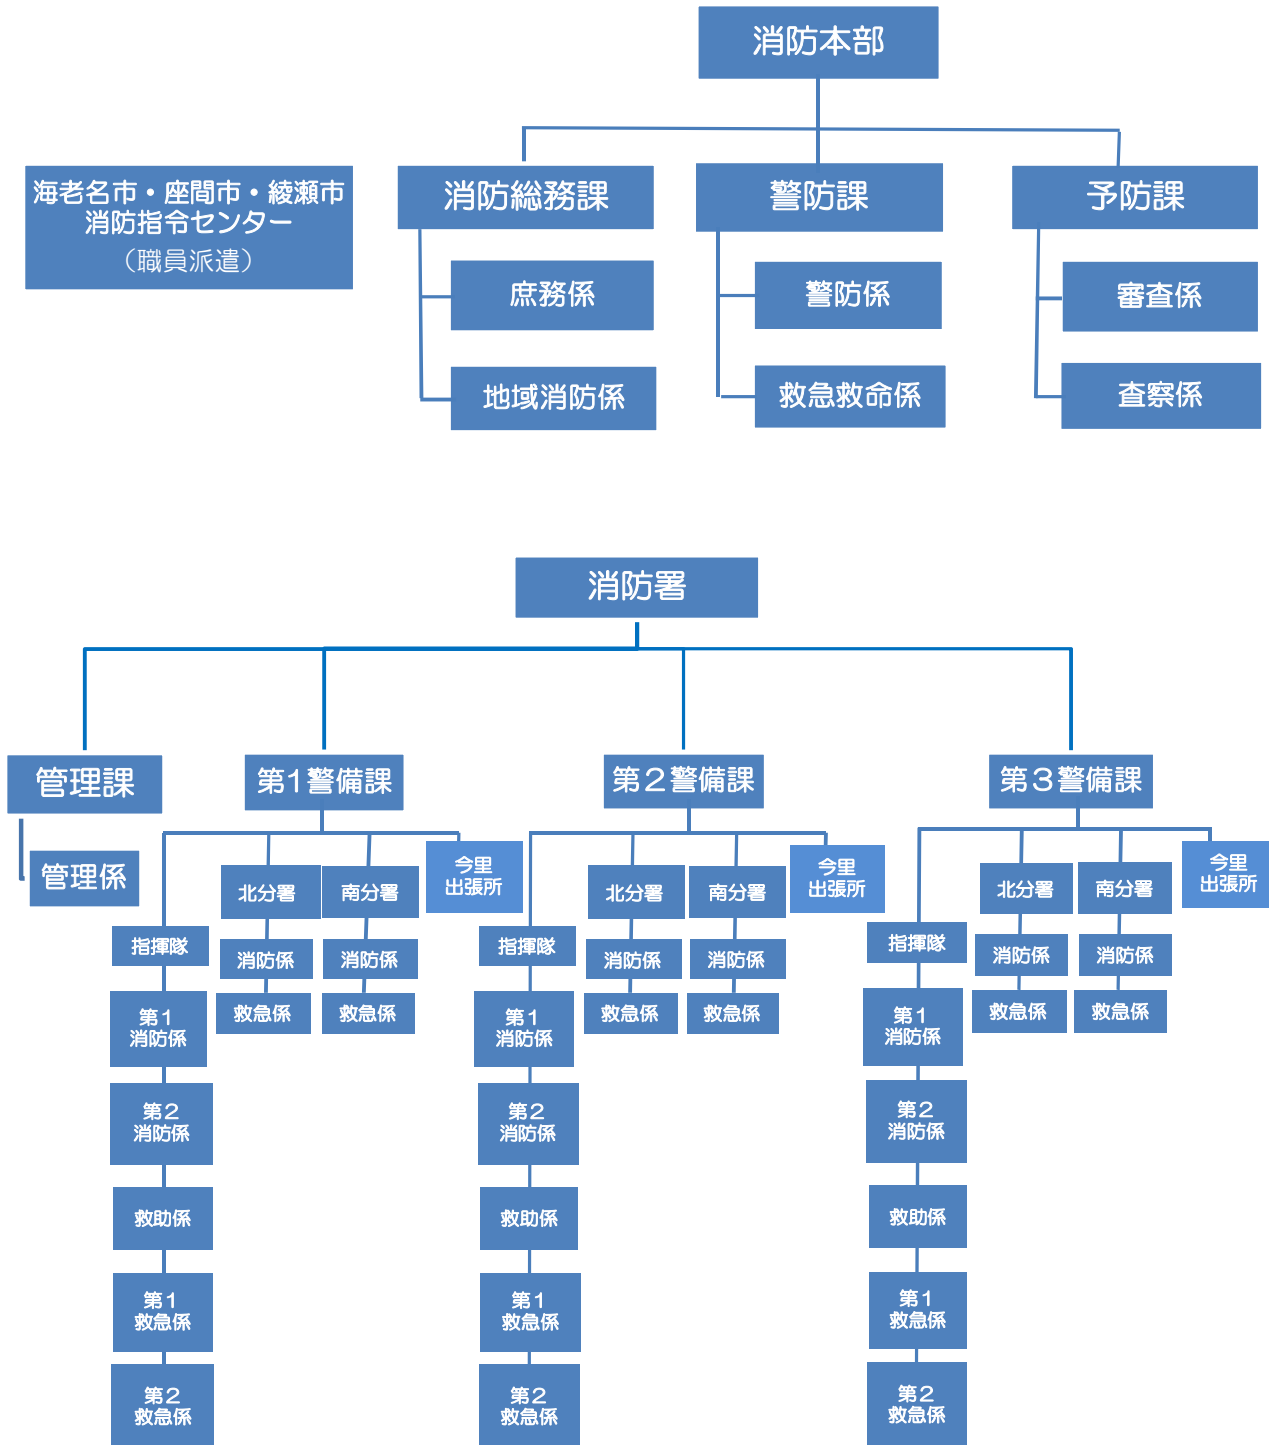 消防本部
海老名市・座間市・綾瀬市
消防指令センター
（職員派遣）
消防総務課
警防課
予防課
庶務係
警防係
審査係
地域消防係
救急救命係
査察係
消防署
管理課
第１警備課
第２警備課
第３警備課
管理係
北分署
南分署
今里
出張所
指揮隊
消防係
消防係
救急係
救急係
第１
消防係
第２
消防係
救助係
第１
救急係
第２
救急係
北分署
南分署
今里
出張所
指揮隊
消防係
消防係
救急係
救急係
第１
消防係
第２
消防係
救助係
第１
救急係
第２
救急係
北分署
南分署
今里
出張所
指揮隊
消防係
消防係
救急係
救急係
第１
消防係
第２
消防係
救助係
第１
救急係
第２
救急係